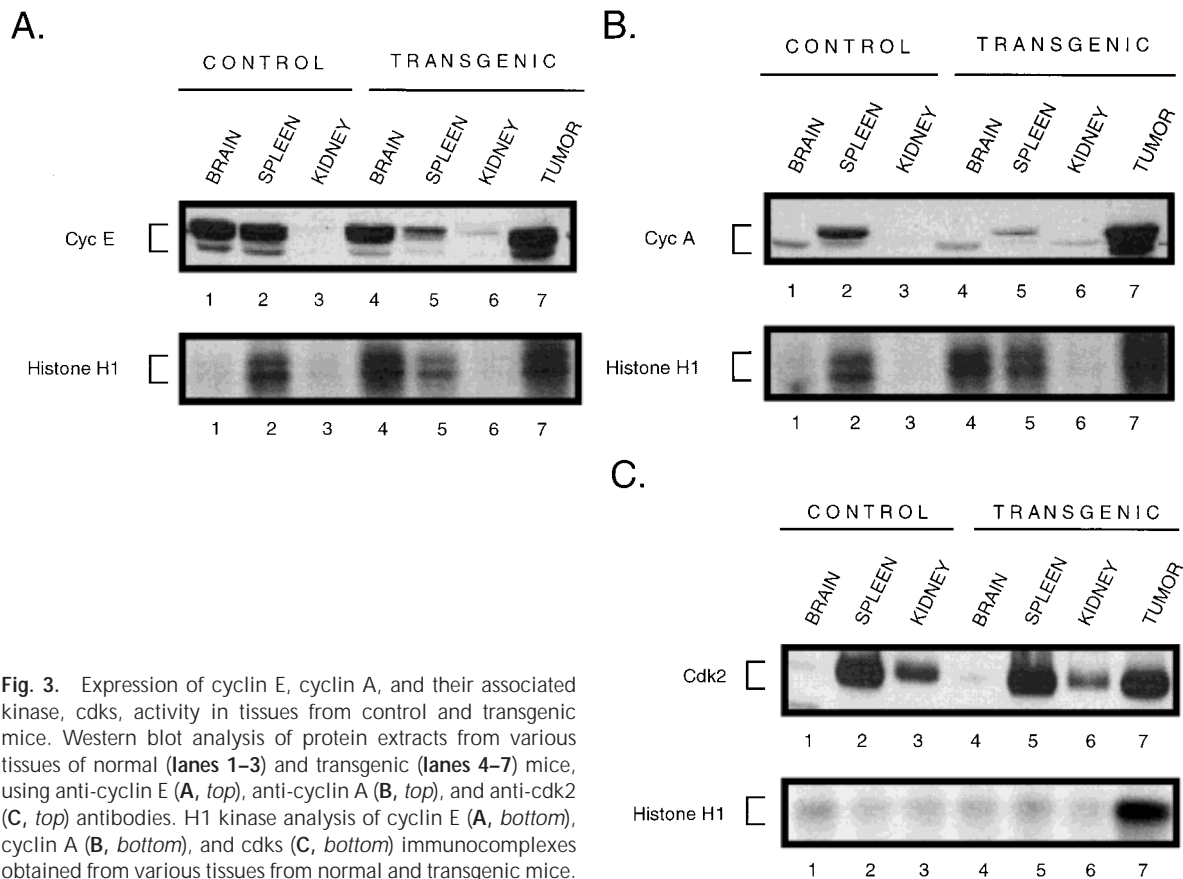 A.
CONTROL TRANSGENIC
BRAIN SPLEEN KIDNEY BRAIN SPLEEN KIDNEY TUMOR
Cyc E
1 2 3 4 5 6 7
Histone H1
1 2 3 4 5 6 7
B.
CONTROL TRANSGENIC
BRAIN SPLEEN KIDNEY BRAIN SPLEEN KIDNEY TUMOR
Cyc A
1 2 3 4 5 6 7
Histone H1
1 2 3 4 5 6 7
C.
CONTROL TRANSGENIC
BRAIN SPLEEN KIDNEY BRAIN SPLEEN KIDNEY TUMOR
Cdk2
1 2 3 4 5 6 7
Histone H1
1 2 3 4 5 6 7
Fig. 3. Expression of cyclin E, cyclin A, and their associated
kinase, cdks, activity in tissues from control and transgenic
mice. Western blot analysis of protein extracts from various
tissues of normal (lanes 1–3) and transgenic (lanes 4–7) mice,
using anti-cyclin E (A, top), anti-cyclin A (B, top), and anti-cdk2
(C, top) antibodies. H1 kinase analysis of cyclin E (A, bottom),
cyclin A (B, bottom), and cdks (C, bottom) immunocomplexes
obtained from various tissues from normal and transgenic mice.